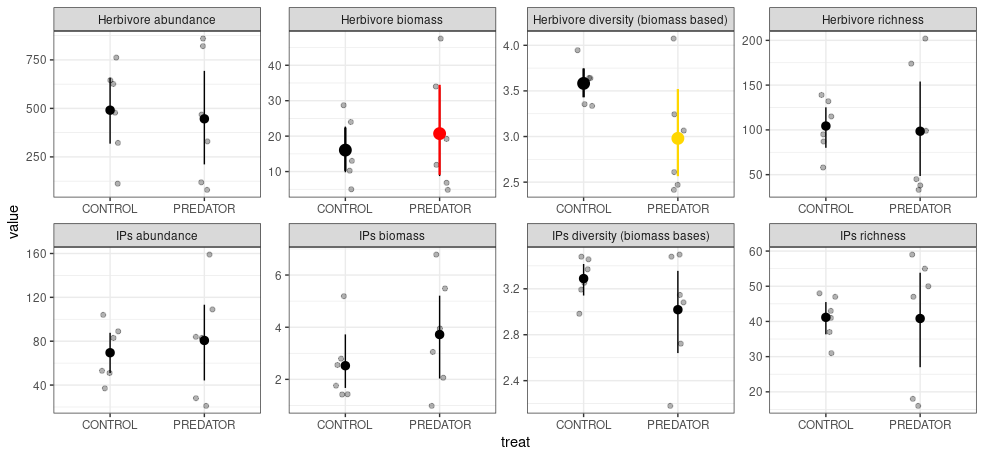 Herbivore abundance
Herbivore biomass
Herbivore diversity (biomass based)
Herbivore richness
750
500
250
CONTROL
PREDATOR
40
30
20
10
CONTROL
PREDATOR
4.0
3.5
3.0
2.5
CONTROL
PREDATOR
200
150
100
50
CONTROL
PREDATOR
value
IPs abundance
IPs biomass
IPs diversity (biomass bases)
IPs richness
160
120
80
40
CONTROL
PREDATOR
6
4
2
CONTROL
PREDATOR
3.2
2.8
2.4
CONTROL
PREDATOR
60
50
40
30
20
CONTROL
PREDATOR
treat